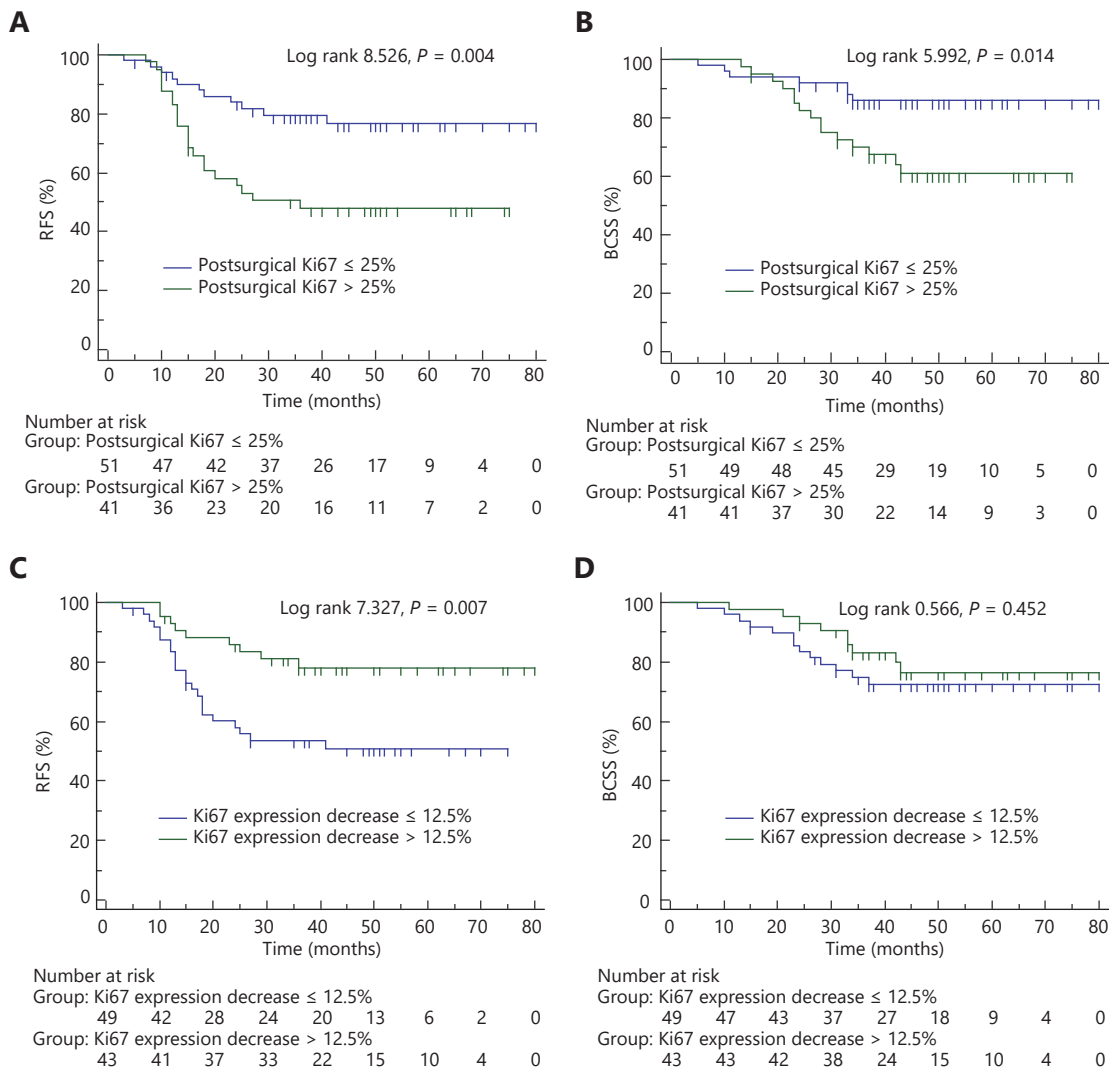 A
Log rank 8.526, P = 0.004
100
80
60
40
20
0
RFS (%)
Postsurgical Ki67 ≤ 25%
Postsurgical Ki67 > 25%
0 10 20 30 40 50 60 70 80
Time (months)
Number at risk
Group: Postsurgical Ki67 ≤ 25%
51 47 42 37 26 17 9 4 0
Group: Postsurgical Ki67 > 25%
41 36 23 20 16 11 7 2 0
B
Log rank 5.992, P = 0.014
100
80
60
40
20
0
BCSS (%)
Postsurgical Ki67 ≤ 25%
Postsurgical Ki67 > 25%
0 10 20 30 40 50 60 70 80
Time (months)
Number at risk
Group: Postsurgical Ki67 ≤ 25%
51 49 48 45 29 19 10 5 0
Group: Postsurgical Ki67 > 25%
41 41 37 30 22 14 9 3 0
C
Log rank 7.327, P = 0.007
100
80
60
40
20
0
RFS (%)
Ki67 expression decrease ≤ 12.5%
Ki67 expression decrease > 12.5%
0 10 20 30 40 50 60 70 80
Time (months)
Number at risk
Group: Ki67 expression decrease ≤ 12.5%
49 42 28 24 20 13 6 2 0
Group: Ki67 expression decrease > 12.5%
43 41 37 33 22 15 10 4 0
D
Log rank 0.566, P = 0.452
100
80
60
40
20
0
BCSS (%)
Ki67 expression decrease ≤ 12.5%
Ki67 expression decrease > 12.5%
0 10 20 30 40 50 60 70 80
Time (months)
Number at risk
Group: Ki67 expression decrease ≤ 12.5%
49 47 43 37 27 18 9 4 0
Group: Ki67 expression decrease > 12.5%
43 43 42 38 24 15 10 4 0